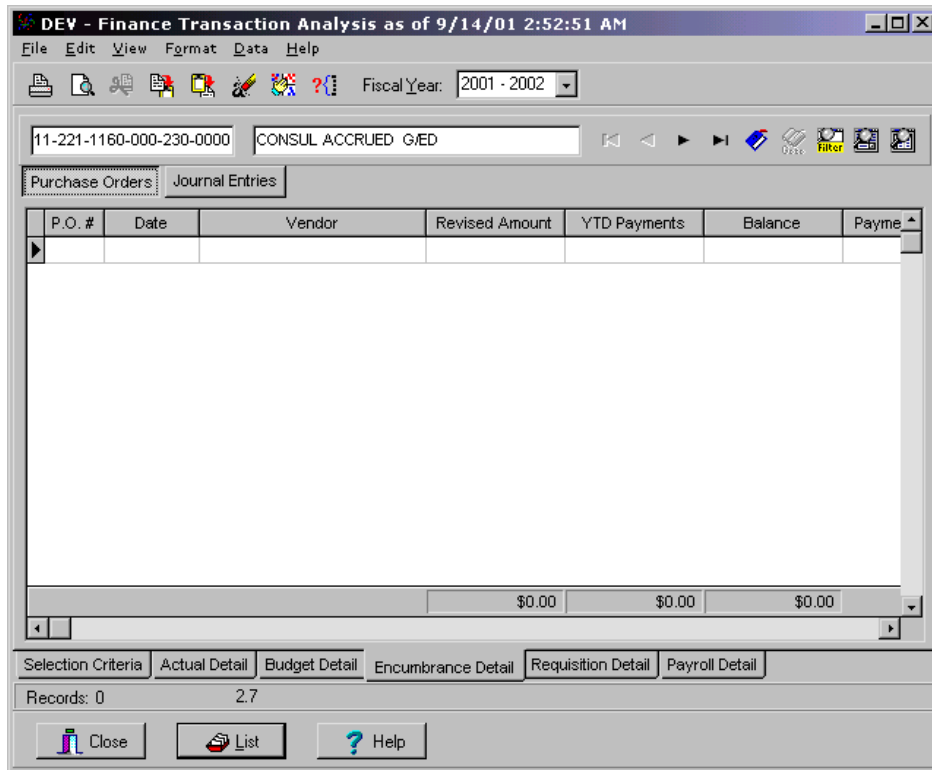 DEV - Finance Transaction Analysis as of 9/14/01 2:52:51 AM
File Edit View Format Data Help
Fiscal Year: 2001 - 2002
11-221-1160-000-230-0000 CONSUL ACCRUED G/ED Filter
Purchase Orders Journal Entries
P.O. # Date Vendor Revised Amount YTD Payments Balance Payme
$0.00 $0.00 $0.00
Selection Criteria Actual Detail Budget Detail Encumbrance Detail Requisition Detail Payroll Detail
Records: 0 2.7
Close List Help